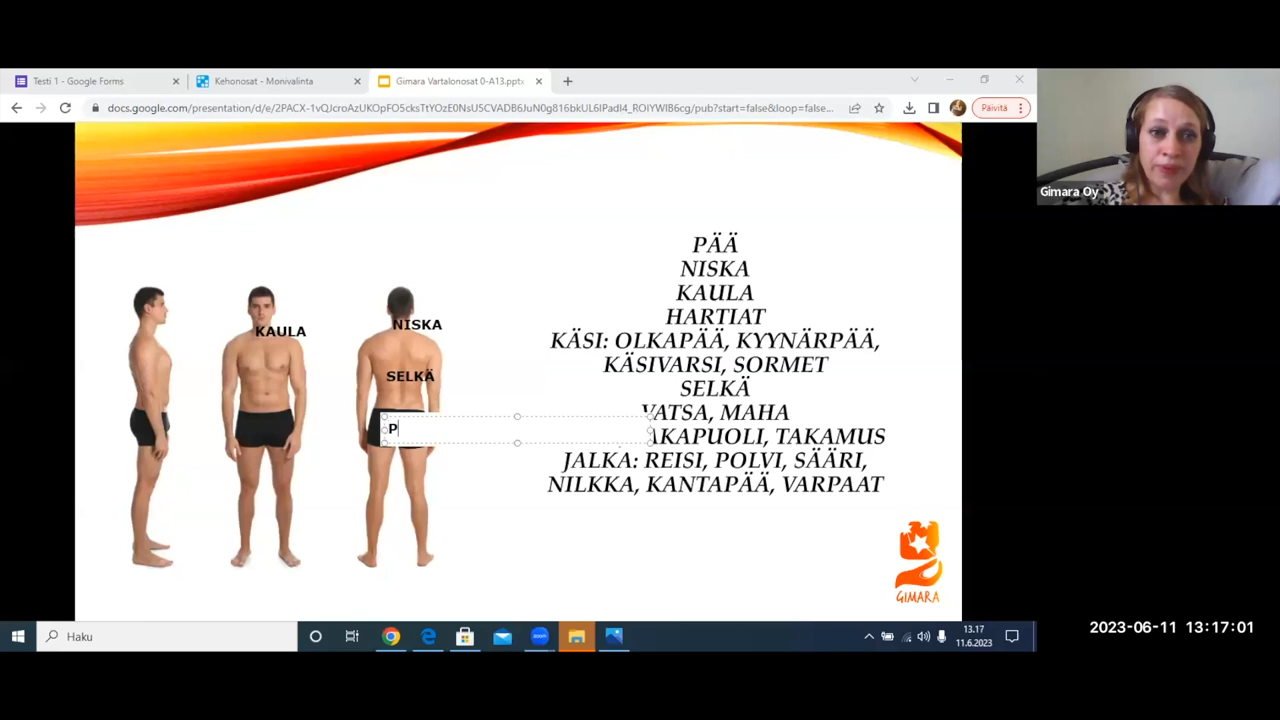 Testi 1 - Google Forms
Kehonosat - Monivalinta
Gimara Vartalonosat 0-A13.pptx
docs.google.com/presentation/d/e/2PACX-1vQJcroAzUKOpFO5cksTtYOzE0NsU5CVADB6JuN0g816bkUL6IPadI4_ROIYWIB6cg/pub?start=false&loop=false...
Päivitä
Gimara Oy
PÄÄ
NISKA
KAULA
HARTIAT
KÄSI: OLKAPÄÄ, KYYNÄRPÄÄ,
KÄSIVARSI, SORMET
SELKÄ
VATSA, MAHA
AKAPUOLI, TAKAMUS
JALKA: REISI, POLVI, SÄÄRI,
NILKKA, KANTAPÄÄ, VARPAAT
KAULA
NISKA
SELKÄ
P
GIMARA
Haku
zoom
13.17
11.6.2023
2023-06-11 13:17:01